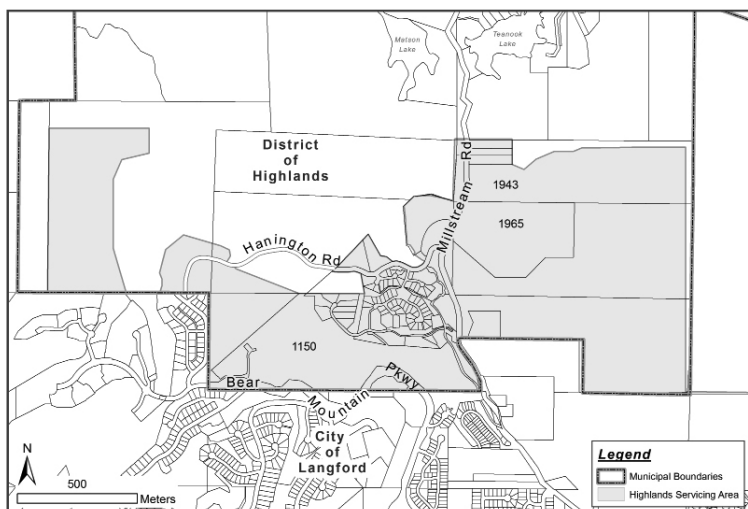 Matson
Lake
Teanook
Lake
District
of
Highlands
Millstream Rd
1943
1965
Hanington Rd
1150
Bear Mountain Pkwy
City
of
Langford
N
500
Meters
Legend
Municipal Boundaries
Highlands Servicing Area